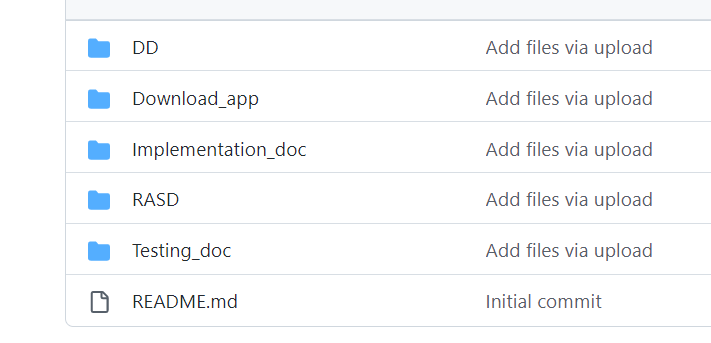 DD Add files via upload
Download_app Add files via upload
Implementation_doc Add files via upload
RASD Add files via upload
Testing_doc Add files via upload
README.md Initial commit